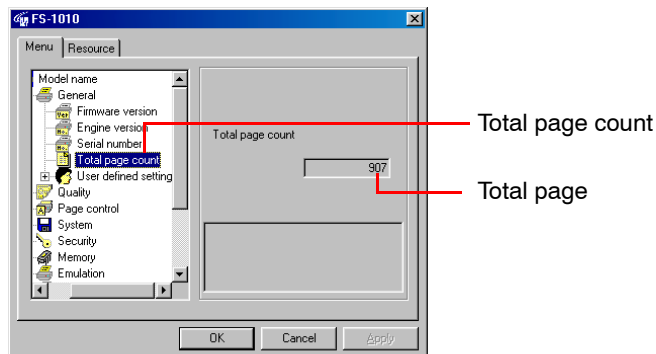 FS-1010
Menu
Resource
Model name
General
Firmware version
Engine version
Serial number
Total page count
User defined setting
Quality
Page control
System
Security
Memory
Emulation
Total page count
907
OK
Cancel
Apply
Total page count
Total page